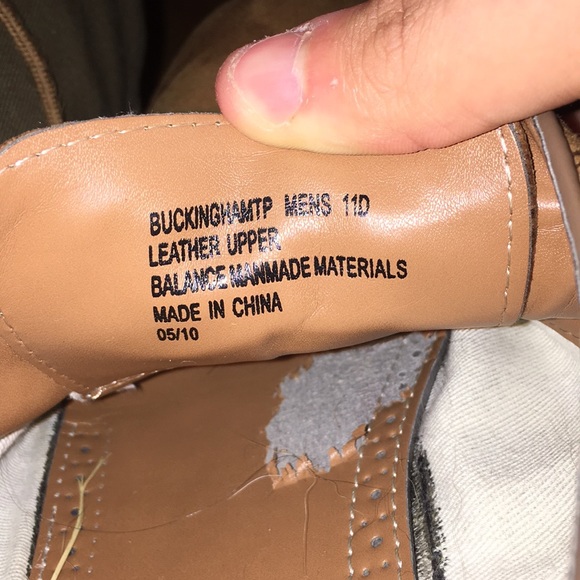 BUCKINGHAMTP MENS 11D
LEATHER UPPER
BALANCE MANMADE MATERIALS
MADE IN CHINA
05/10